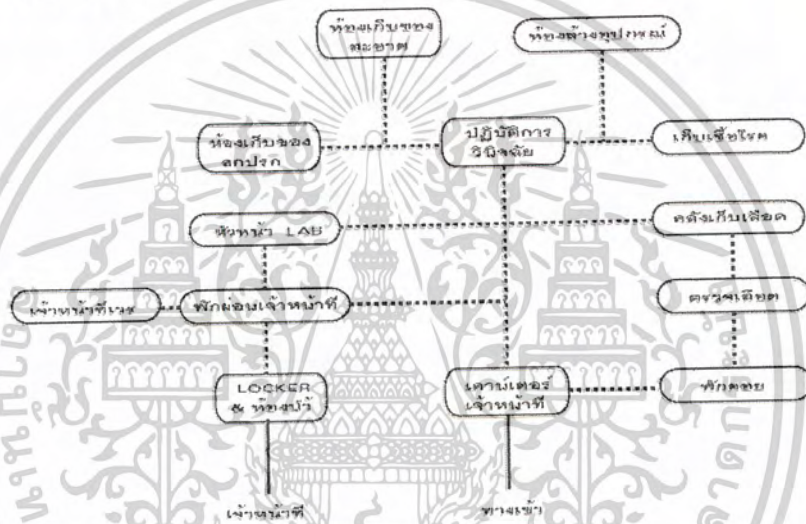 ห้องเก็บของ
สะอาด
ห้องล้างอุปกรณ์
ห้องเก็บของ
สกปรก
ปฏิบัติการ
วินิจฉัย
เก็บเชื้อโรค
หัวหน้า LAB
คลังเก็บเลือด
เจ้าหน้าที่เวร
พักผ่อนเจ้าหน้าที่
ตรวจเลือด
LOCKER
& ห้องน้ำ
เคาน์เตอร์
เจ้าหน้าที่
พักคอย
เจ้าหน้าที่
ทางเข้า